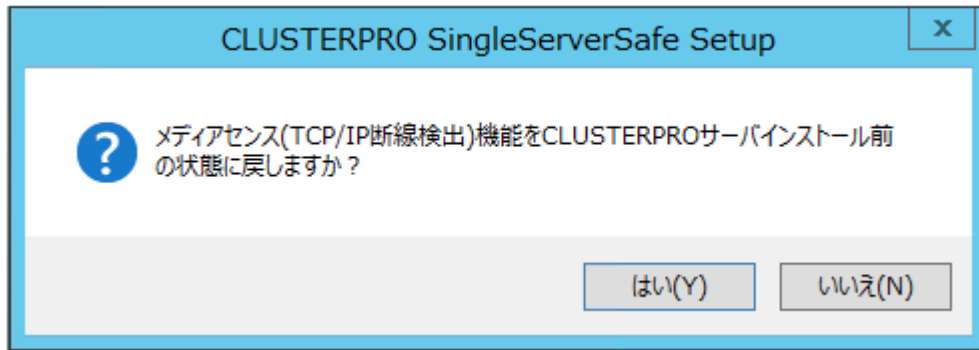 CLUSTERPRO SingleServerSafe Setup
x
メディアセンス(TCP/IP断線検出)機能をCLUSTERPROサーバインストール前
の状態に戻しますか？
はい(Y)
いいえ(N)